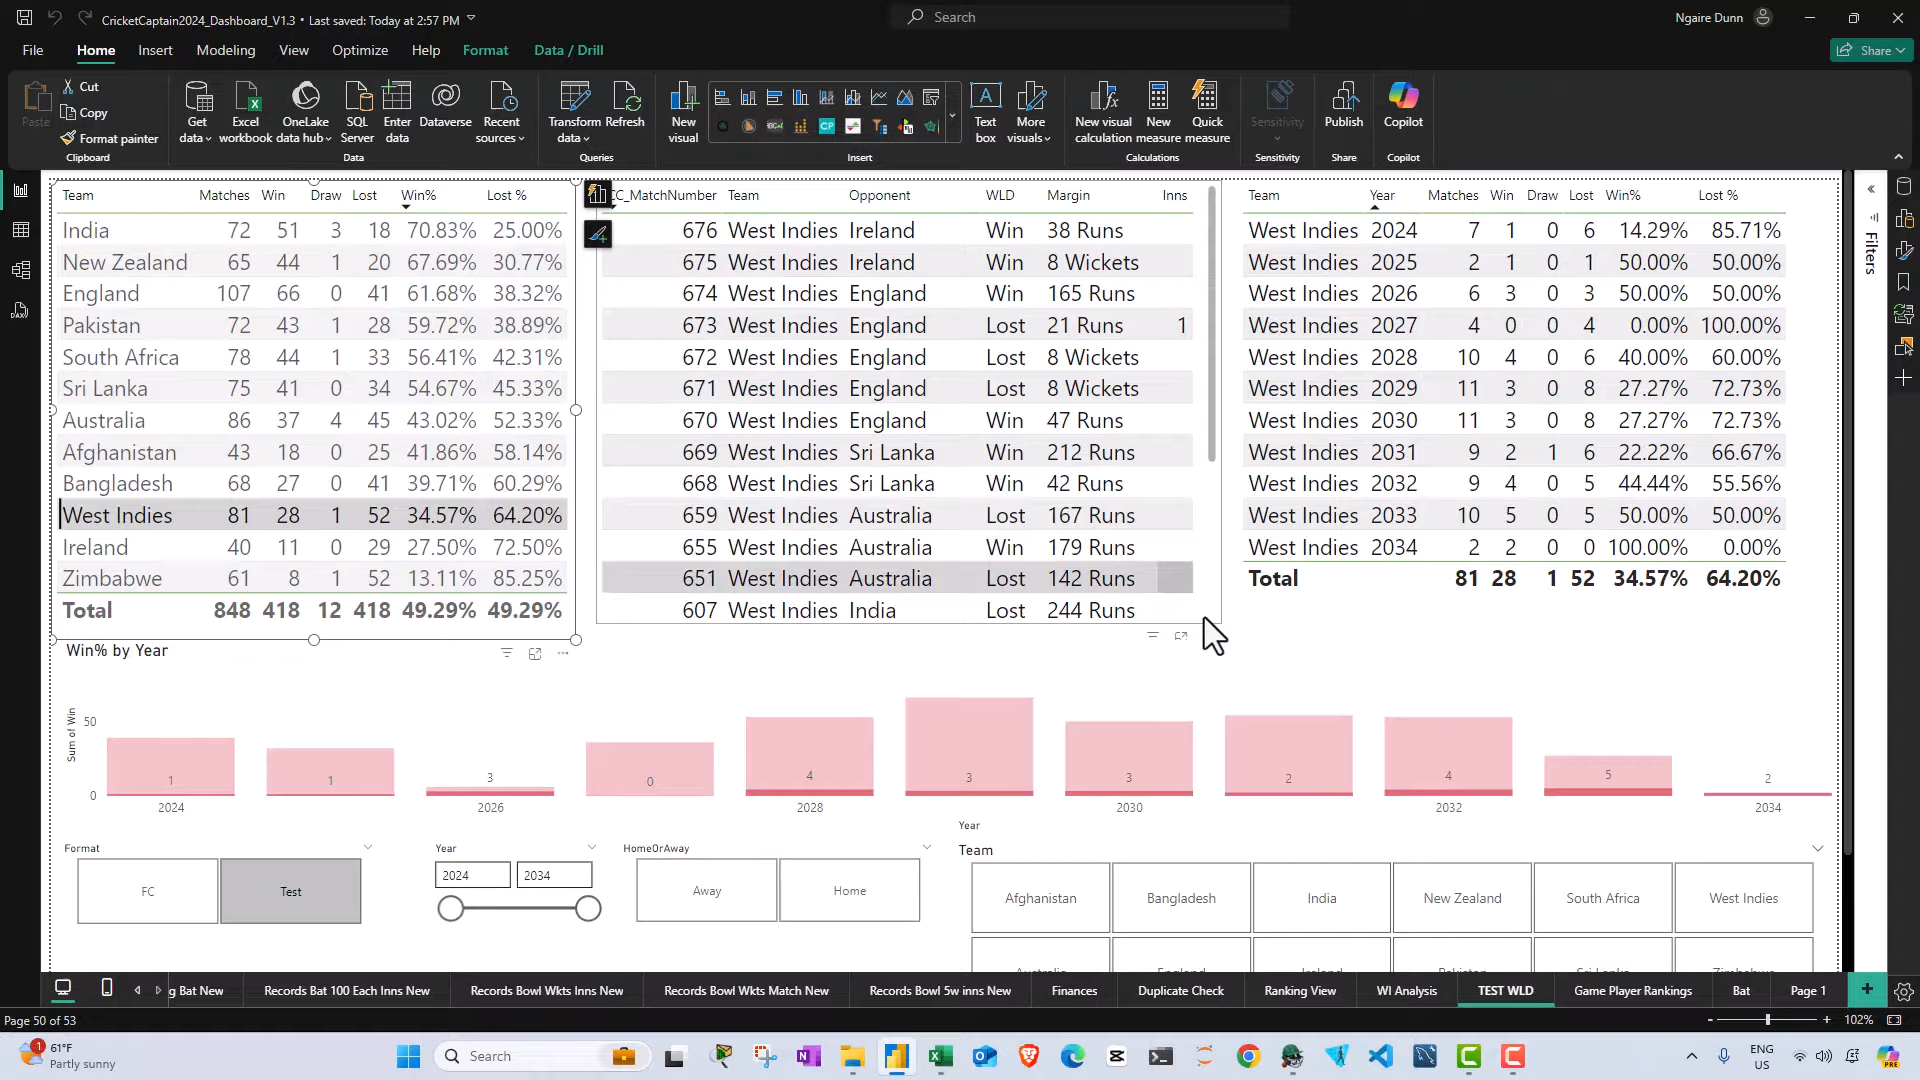 CricketCaptain2024_Dashboard_V1.3 • Last saved: Today at 2:57 PM
Search
Ngaire Dunn
File Home Insert Modeling View Optimize Help Format Data / Drill
Share
Paste
Cut
Copy
Format painter
Clipboard
Get data
Excel workbook
OneLake data hub
SQL Server
Enter data
Dataverse
Recent sources
Data
Transform data
Refresh
Queries
New visual
Text box
More visuals
Insert
New visual calculation
New measure
Quick measure
Calculations
Sensitivity
Sensitivity
Publish
Share
Copilot
Copilot
Team Matches Win Draw Lost Win% Lost %
India 72 51 3 18 70.83% 25.00%
New Zealand 65 44 1 20 67.69% 30.77%
England 107 66 0 41 61.68% 38.32%
Pakistan 72 43 1 28 59.72% 38.89%
South Africa 78 44 1 33 56.41% 42.31%
Sri Lanka 75 41 0 34 54.67% 45.33%
Australia 86 37 4 45 43.02% 52.33%
Afghanistan 43 18 0 25 41.86% 58.14%
Bangladesh 68 27 0 41 39.71% 60.29%
West Indies 81 28 1 52 34.57% 64.20%
Ireland 40 11 0 29 27.50% 72.50%
Zimbabwe 61 8 1 52 13.11% 85.25%
Total 848 418 12 418 49.29% 49.29%
CC_MatchNumber Team Opponent WLD Margin Inns
676 West Indies Ireland Win 38 Runs
675 West Indies Ireland Win 8 Wickets
674 West Indies England Win 165 Runs
673 West Indies England Lost 21 Runs 1
672 West Indies England Lost 8 Wickets
671 West Indies England Lost 8 Wickets
670 West Indies England Win 47 Runs
669 West Indies Sri Lanka Win 212 Runs
668 West Indies Sri Lanka Win 42 Runs
659 West Indies Australia Lost 167 Runs
655 West Indies Australia Win 179 Runs
651 West Indies Australia Lost 142 Runs
607 West Indies India Lost 244 Runs
Team Year Matches Win Draw Lost Win% Lost %
West Indies 2024 7 1 0 6 14.29% 85.71%
West Indies 2025 2 1 0 1 50.00% 50.00%
West Indies 2026 6 3 0 3 50.00% 50.00%
West Indies 2027 4 0 0 4 0.00% 100.00%
West Indies 2028 10 4 0 6 40.00% 60.00%
West Indies 2029 11 3 0 8 27.27% 72.73%
West Indies 2030 11 3 0 8 27.27% 72.73%
West Indies 2031 9 2 1 6 22.22% 66.67%
West Indies 2032 9 4 0 5 44.44% 55.56%
West Indies 2033 10 5 0 5 50.00% 50.00%
West Indies 2034 2 2 0 0 100.00% 0.00%
Total 81 28 1 52 34.57% 64.20%
Filters
Win% by Year
Sum of Win
50
0
1 1 3 0 4 3 3 2 4 5 2
2024 2026 2028 2030 2032 2034
Year
Format
FC Test
Year
2024 2034
HomeOrAway
Away Home
Team
Afghanistan Bangladesh India New Zealand South Africa West Indies
Australia England Ireland Pakistan Sri Lanka Zimbabwe
g Bat New
Records Bat 100 Each Inns New
Records Bowl Wkts Inns New
Records Bowl Wkts Match New
Records Bowl 5w inns New
Finances
Duplicate Check
Ranking View
WI Analysis
TEST WLD
Game Player Rankings
Bat
Page 1
+
Page 50 of 53
- + 102%
1
61°F
Partly sunny
Search
ENG
US